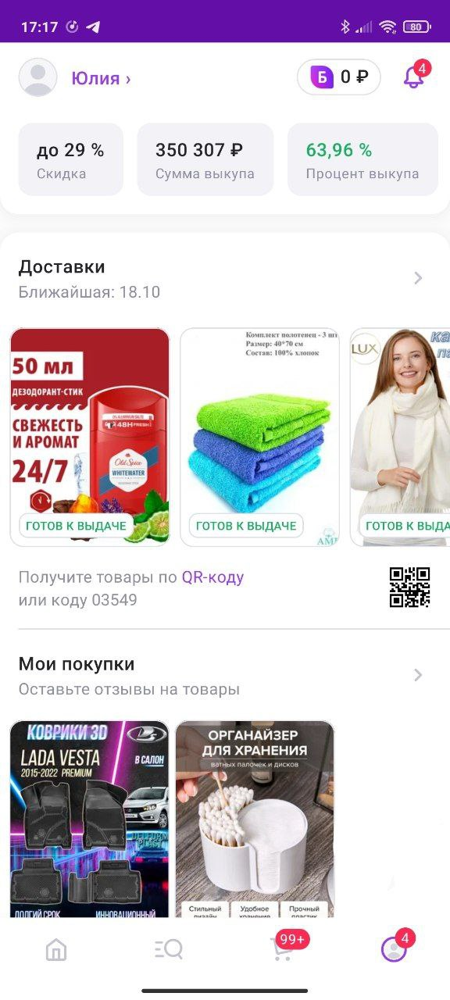 17:17
80
Юлия ›
Б 0 ₽
4
до 29 %
Скидка
350 307 ₽
Сумма выкупа
63,96 %
Процент выкупа
Доставки
Ближайшая: 18.10
50 мл
ДЕЗОДОРАНТ-СТИК
СВЕЖЕСТЬ
И АРОМАТ
24/7
0% ALUMINIUM SALTS
48H FRESH
Old Spice
WHITEWATER
ГОТОВ К ВЫДАЧЕ
Комплект полотенец - 3 шт
Размер: 40*70 см
Состав: 100% хлопок
ГОТОВ К ВЫДАЧЕ
LUX
ГОТОВ К ВЫДА
Получите товары по QR-коду
или коду 03549
Мои покупки
Оставьте отзывы на товары
КОВРИКИ 3D
LADA VESTA
2015-2022 PREMIUM
В САЛОН
ДОЛГИЙ СРОК
ИННОВАЦИОННЫЙ
ОРГАНАЙЗЕР
ДЛЯ ХРАНЕНИЯ
ватных палочек и дисков
Стильный
дизайн
Удобное
хранение
Прочный
пластик
99+
4